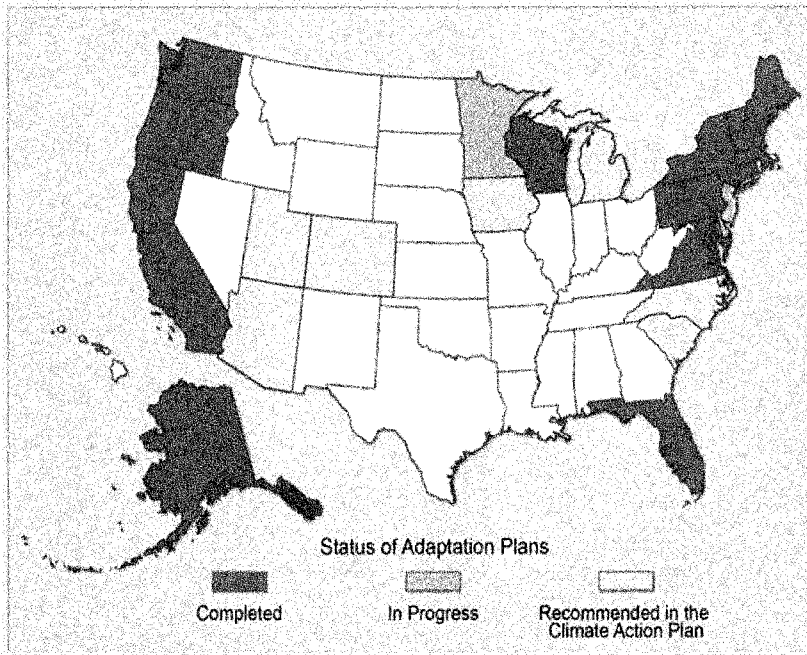 Status of Adaptation Plans
Completed
In Progress
Recommended in the
Climate Action Plan